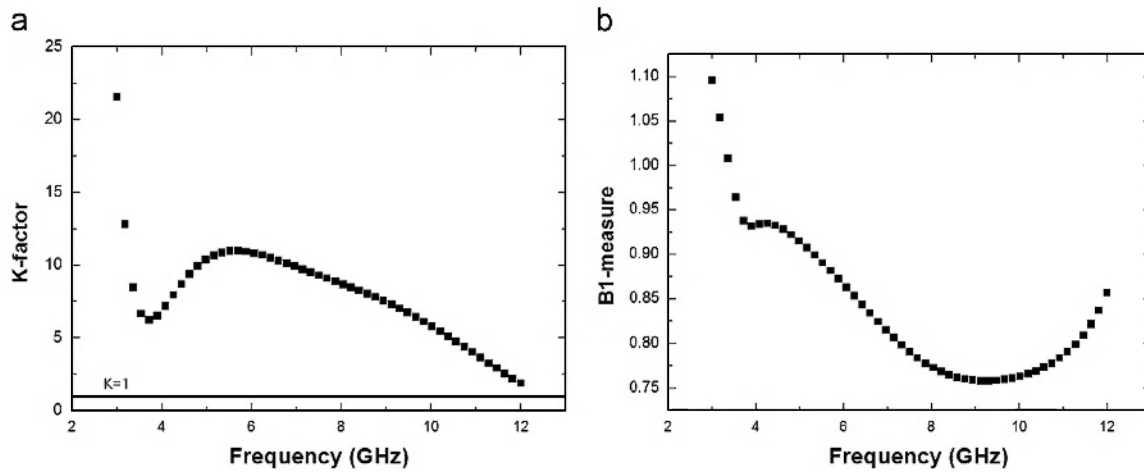 a
25
20
15
10
5
0
K-factor
K=1
2 4 6 8 10 12
Frequency (GHz)
b
1.10
1.05
1.00
0.95
0.90
0.85
0.80
0.75
B1-measure
2 4 6 8 10 12
Frequency (GHz)